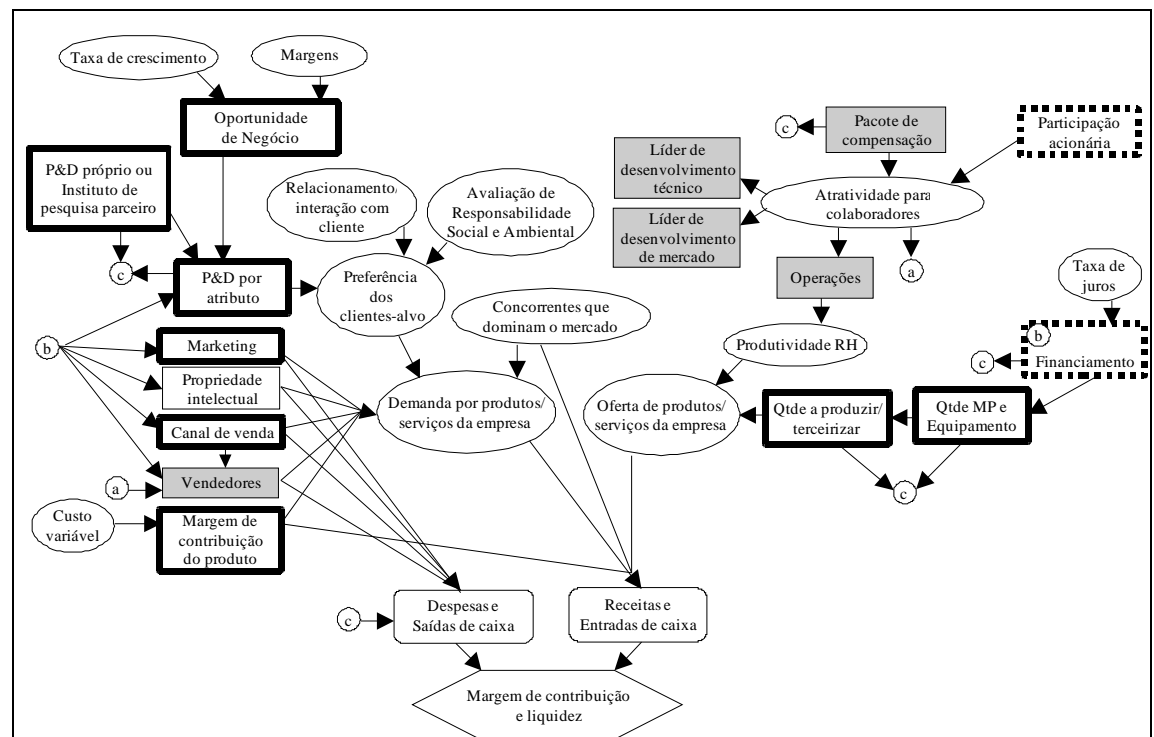 Taxa de crescimento
Margens
Oportunidade
de Negócio
Pacote de
compensação
c
Participação
acionária
Líder de
desenvolvimento
técnico
P&D próprio ou
Instituto de
pesquisa parceiro
Relacionamento/
interação com
cliente
Avaliação de
Responsabilidade
Social e Ambiental
Atratividade para
colaboradores
Líder de
desenvolvimento
de mercado
c
P&D por
atributo
Preferência
dos
clientes-alvo
Operações
a
Taxa de
juros
Concorrentes que
dominam o mercado
b
Marketing
Produtividade RH
b
c
Financiamento
Propriedade
intelectual
Demanda por produtos/
serviços da empresa
Oferta de produtos/
serviços da empresa
Qtde a produzir/
terceirizar
Qtde MP e
Equipamento
Canal de venda
a
Vendedores
c
Custo
variável
Margem de
contribuição
do produto
c
Despesas e
Saídas de caixa
Receitas e
Entradas de caixa
Margem de contribuição
e liquidez